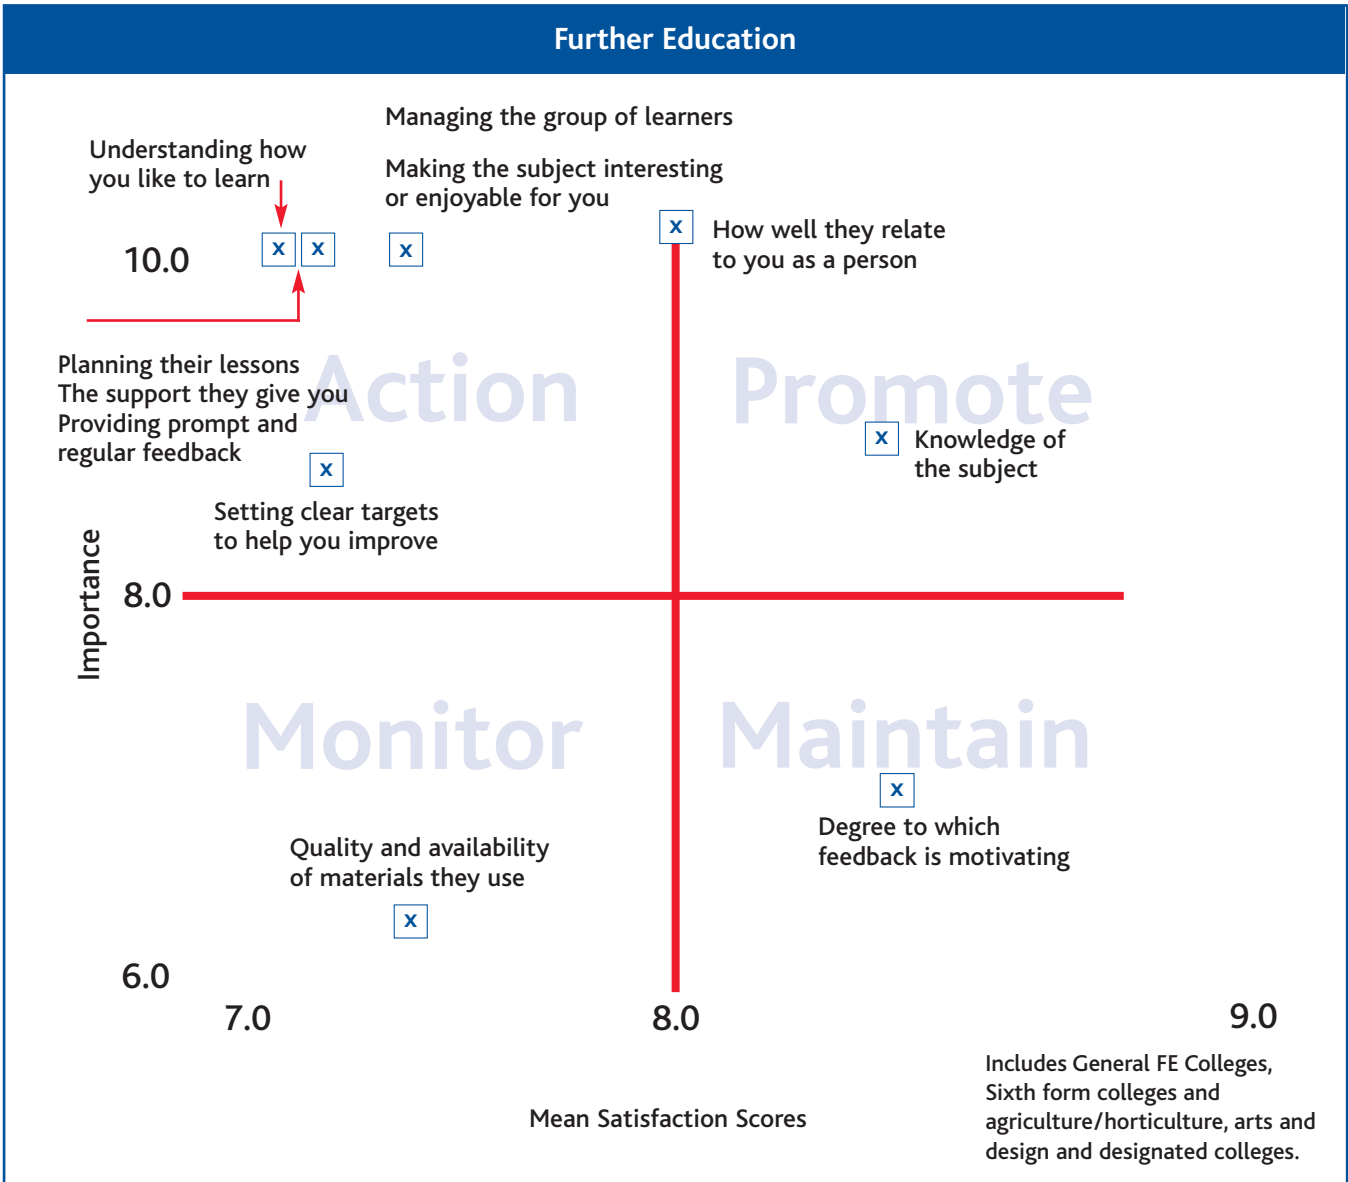 Further Education
Managing the group of learners
Understanding how
you like to learn
Making the subject interesting
or enjoyable for you
How well they relate
to you as a person
10.0
x
x
x
x
Planning their lessons
The support they give you
Providing prompt and
regular feedback
Action
Promote
x
Knowledge of
the subject
x
Setting clear targets
to help you improve
Importance
8.0
Monitor
Maintain
x
Degree to which
feedback is motivating
Quality and availability
of materials they use
x
6.0
7.0
8.0
9.0
Mean Satisfaction Scores
Includes General FE Colleges,
Sixth form colleges and
agriculture/horticulture, arts and
design and designated colleges.